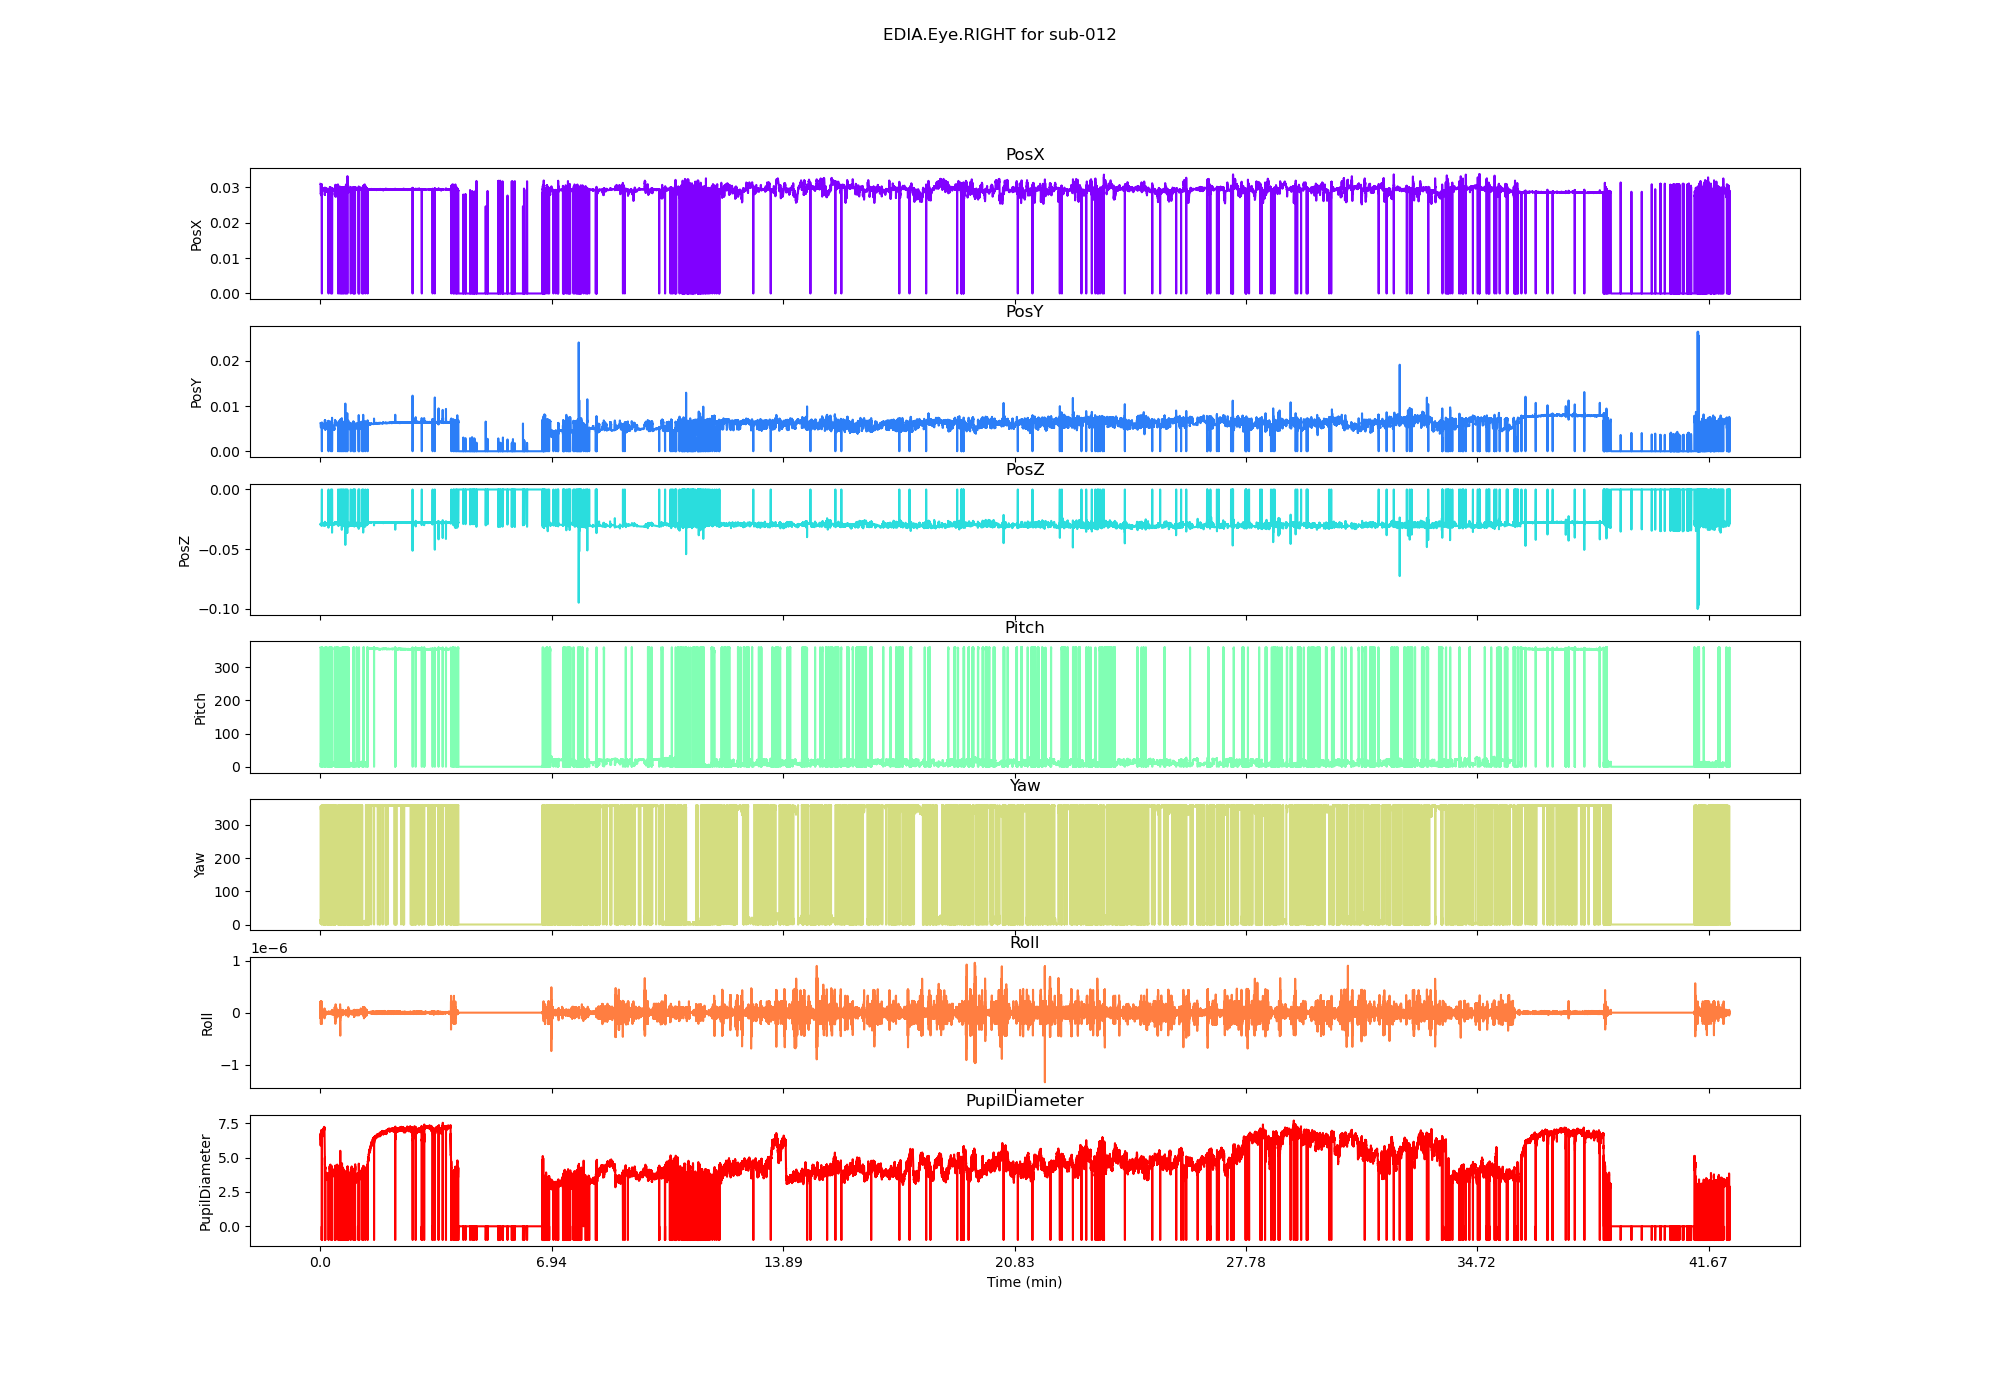 EDIA.Eye.RIGHT for sub-012
PosX
PosX
0.03
0.02
0.01
0.00
PosY
PosY
0.02
0.01
0.00
PosZ
PosZ
0.00
−0.05
−0.10
Pitch
Pitch
300
200
100
0
Yaw
Yaw
300
200
100
0
1e−6
Roll
Roll
1
0
−1
PupilDiameter
PupilDiameter
7.5
5.0
2.5
0.0
0.0 6.94 13.89 20.83 27.78 34.72 41.67
Time (min)